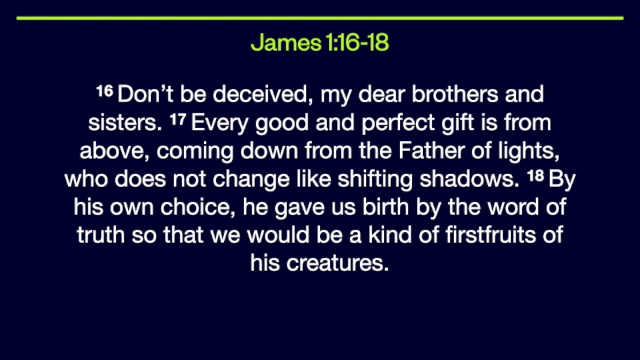 James 1:16-18
16 Don’t be deceived, my dear brothers and
sisters. 17 Every good and perfect gift is from
above, coming down from the Father of lights,
who does not change like shifting shadows. 18 By
his own choice, he gave us birth by the word of
truth so that we would be a kind of firstfruits of
his creatures.